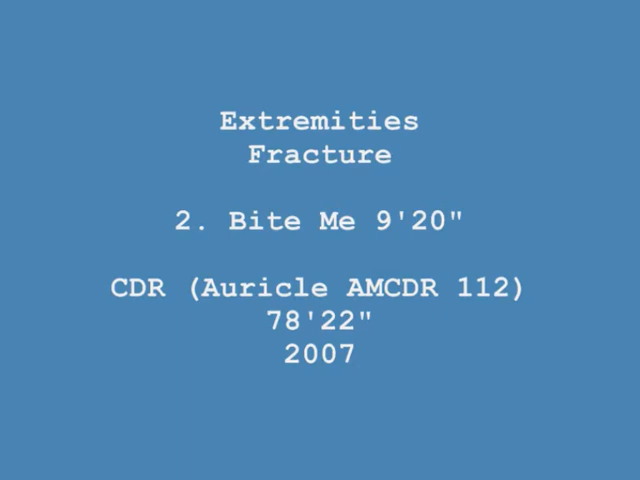 Extremities
Fracture
2. Bite Me 9'20"
CDR (Auricle AMCDR 112)
78'22"
2007